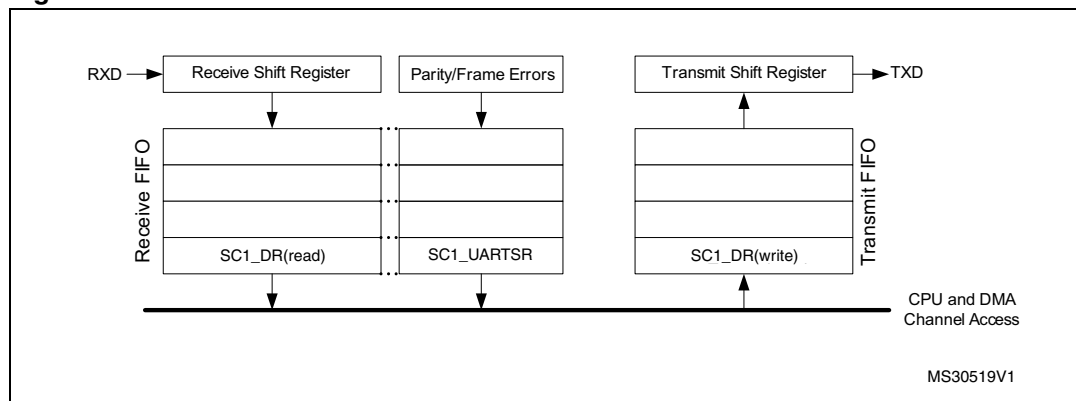 RXD
Receive Shift Register
Parity/Frame Errors
Transmit Shift Register
TXD
Receive FIFO
Transmit FIFO
SC1_DR(read)
SC1_UARTSR
SC1_DR(write)
CPU and DMA
Channel Access
MS30519V1